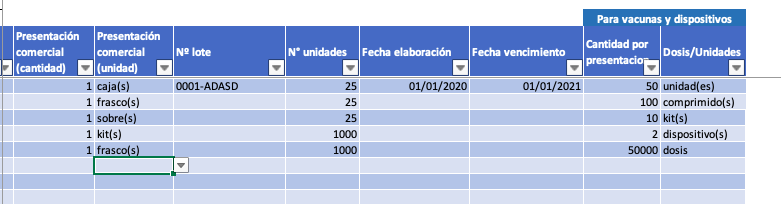 Para vacunas y dispositivos
Presentación comercial (cantidad) Presentación comercial (unidad) Nº lote N° unidades Fecha elaboración Fecha vencimiento Cantidad por presentacion Dosis/Unidades
1 caja(s) 0001-ADASD 25 01/01/2020 01/01/2021 50 unidad(es)
1 frasco(s) 25 100 comprimido(s)
1 sobre(s) 25 10 kit(s)
1 kit(s) 1000 2 dispositivo(s)
1 frasco(s) 1000 50000 dosis